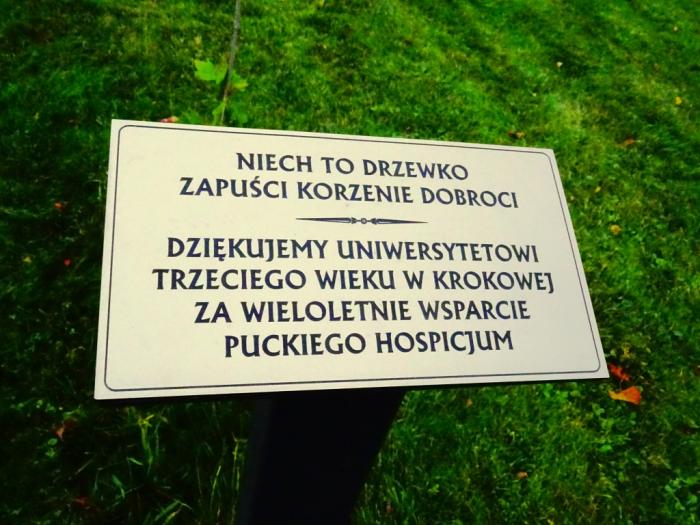 NIECH TO DRZEWKO
ZAPUŚCI KORZENIE DOBROCI
DZIĘKUJEMY UNIWERSYTETOWI
TRZECIEGO WIEKU W KROKOWEJ
ZA WIELOLETNIE WSPARCIE
PUCKIEGO HOSPICJUM